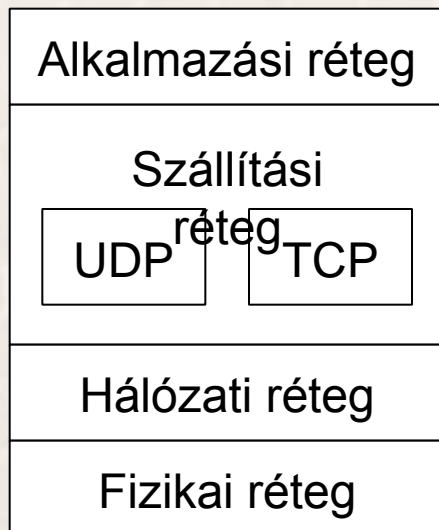 Alkalmazási réteg
Szállítási
réteg
UDP TCP
Hálózati réteg
Fizikai réteg